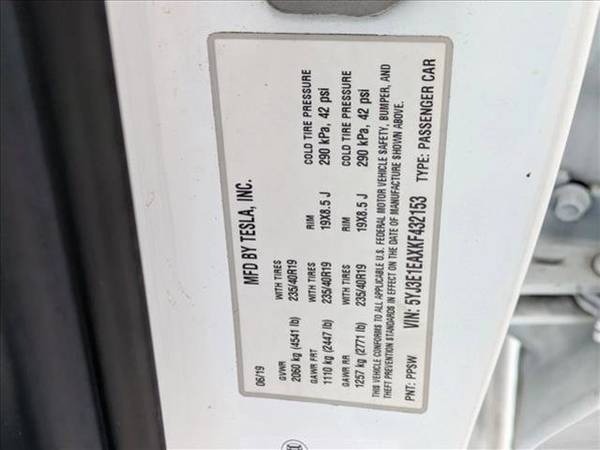 MFD BY TESLA, INC.
06/19
GVWR WITH TIRES RIM COLD TIRE PRESSURE
2060 kg (4541 lb) 235/40R19 19X8.5 J 290 kPa, 42 psi
GAWR FRT WITH TIRES RIM COLD TIRE PRESSURE
1110 kg (2447 lb) 235/40R19 19X8.5 J 290 kPa, 42 psi
GAWR RR WITH TIRES
1257 kg (2771 lb) 235/40R19
THIS VEHICLE CONFORMS TO ALL APPLICABLE U.S. FEDERAL MOTOR VEHICLE SAFETY, BUMPER, AND
THEFT PREVENTION STANDARDS IN EFFECT ON THE DATE OF MANUFACTURE SHOWN ABOVE.
VIN: 5YJ3E1EAXKF432153 TYPE: PASSENGER CAR
PNT: PPSW